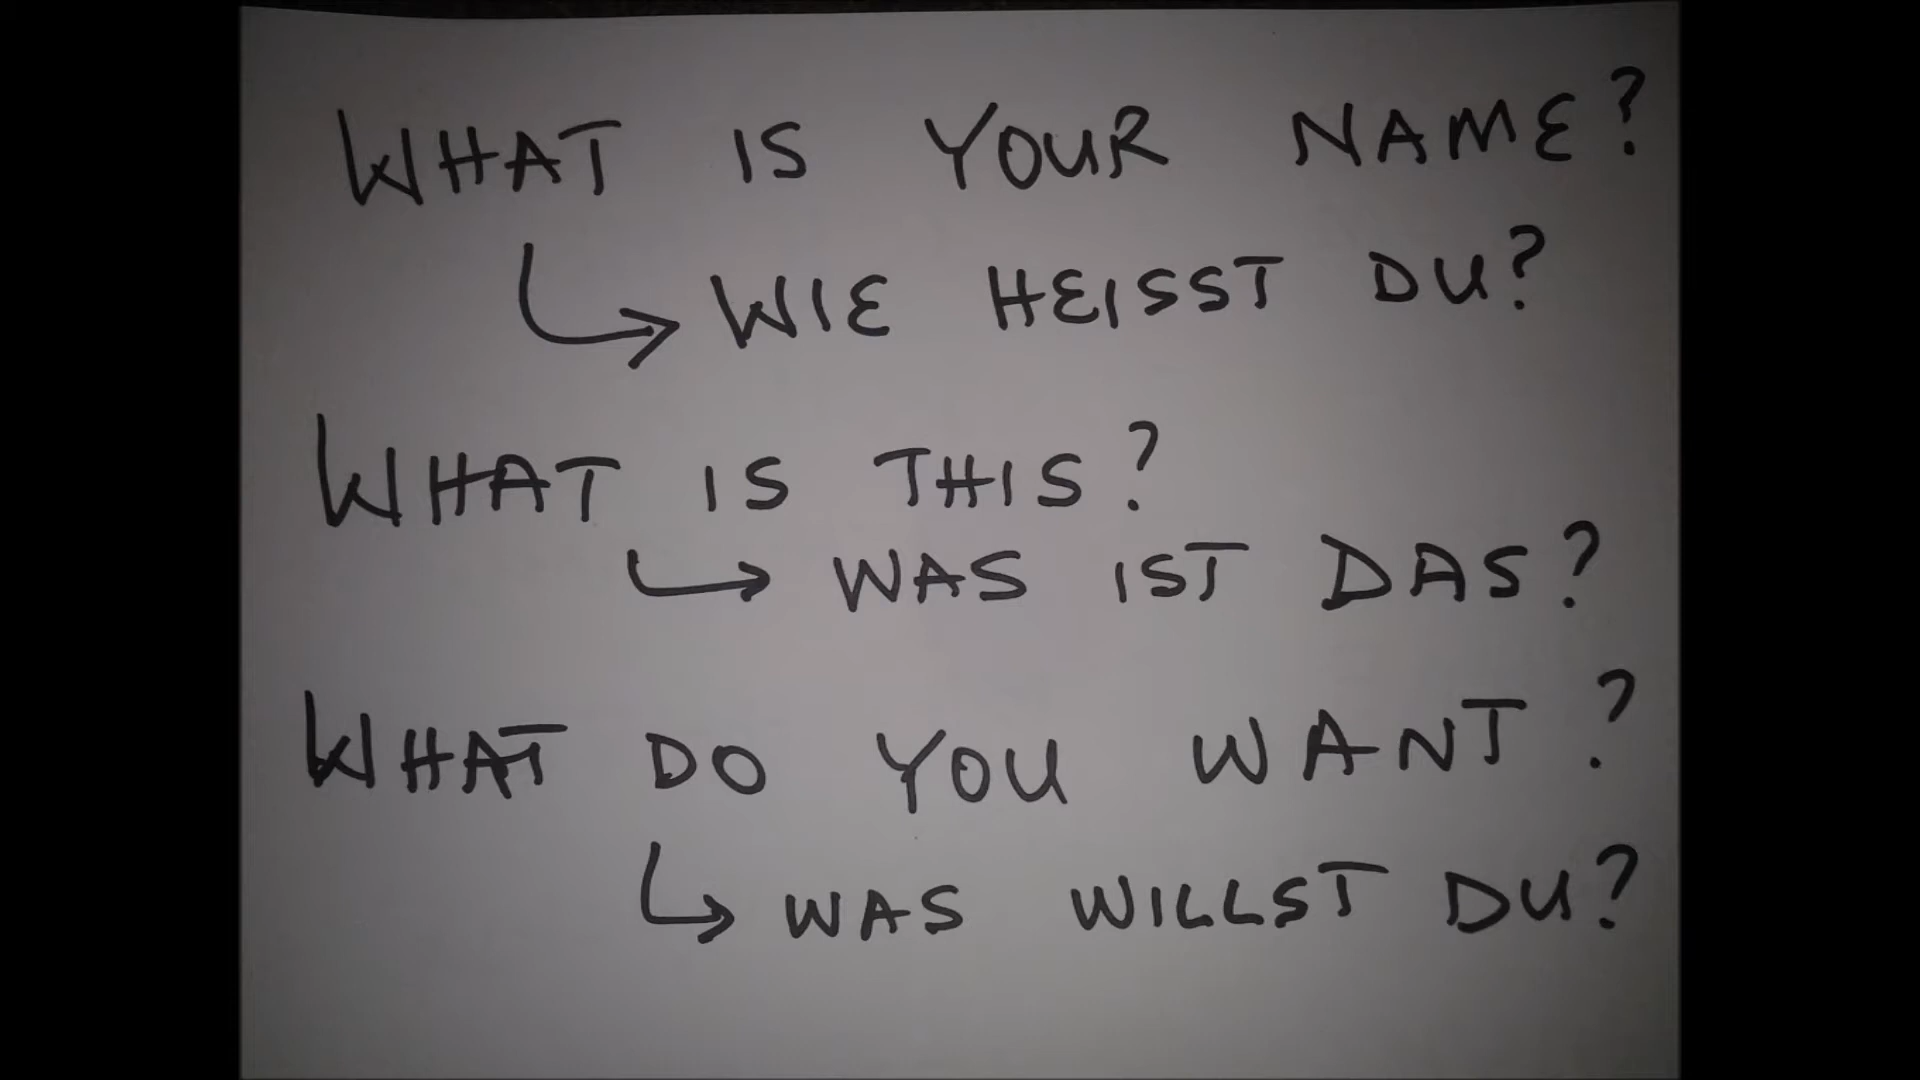 WHAT IS YOUR NAME?
WIE HEISST DU?
WHAT IS THIS?
WAS IST DAS?
WHAT DO YOU WANT?
WAS WILLST DU?